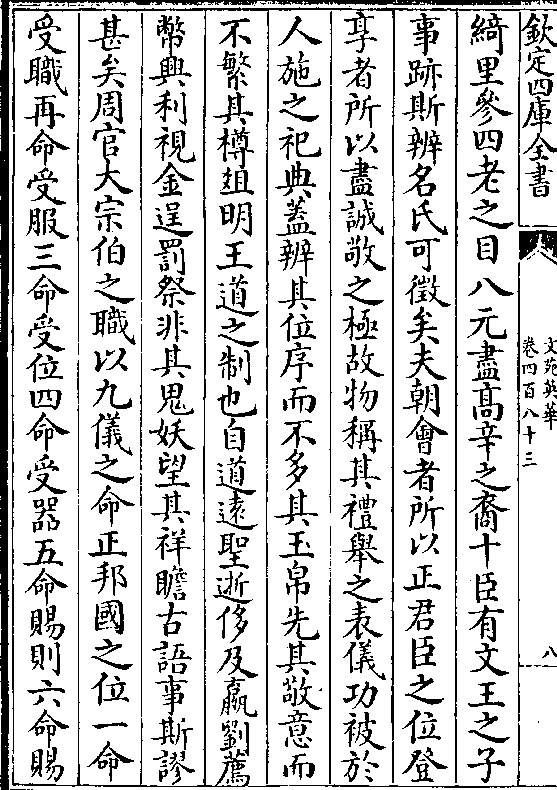 欽定四庫全書
文苑英華
卷四百八十三
八
綺里參四老之目八元盡高辛之裔十臣有文王之子
事跡斯辨名氏可徵矣夫朝會者所以正君臣之位登
享者所以盡誠敬之極故物稱其禮舉之表儀功被於
人施之祀典蓋辨其位序而不多其玉帛先其敬意而
不繁其樽俎明王道之制也自道逺聖逝侈及嬴劉薦
幣興利視金逞罰祭非其鬼妖望其祥瞻古語事斯謬
甚矣周官大宗伯之職以九儀之命正邦國之位一命
受職再命受服三命受位四命受器五命賜則六命賜